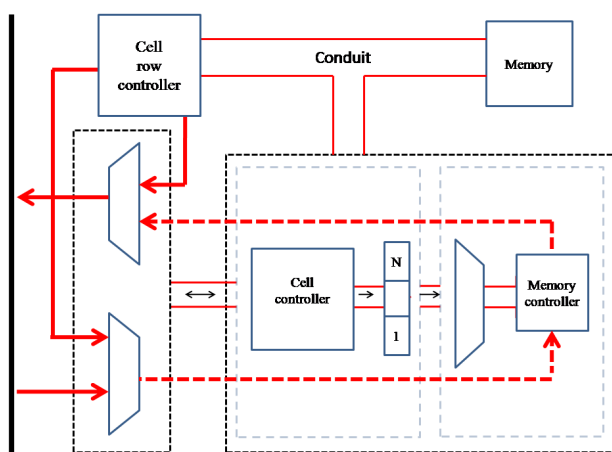 Cell
row
controller
Conduit
Memory
Cell
controller
N
1
Memory
controller